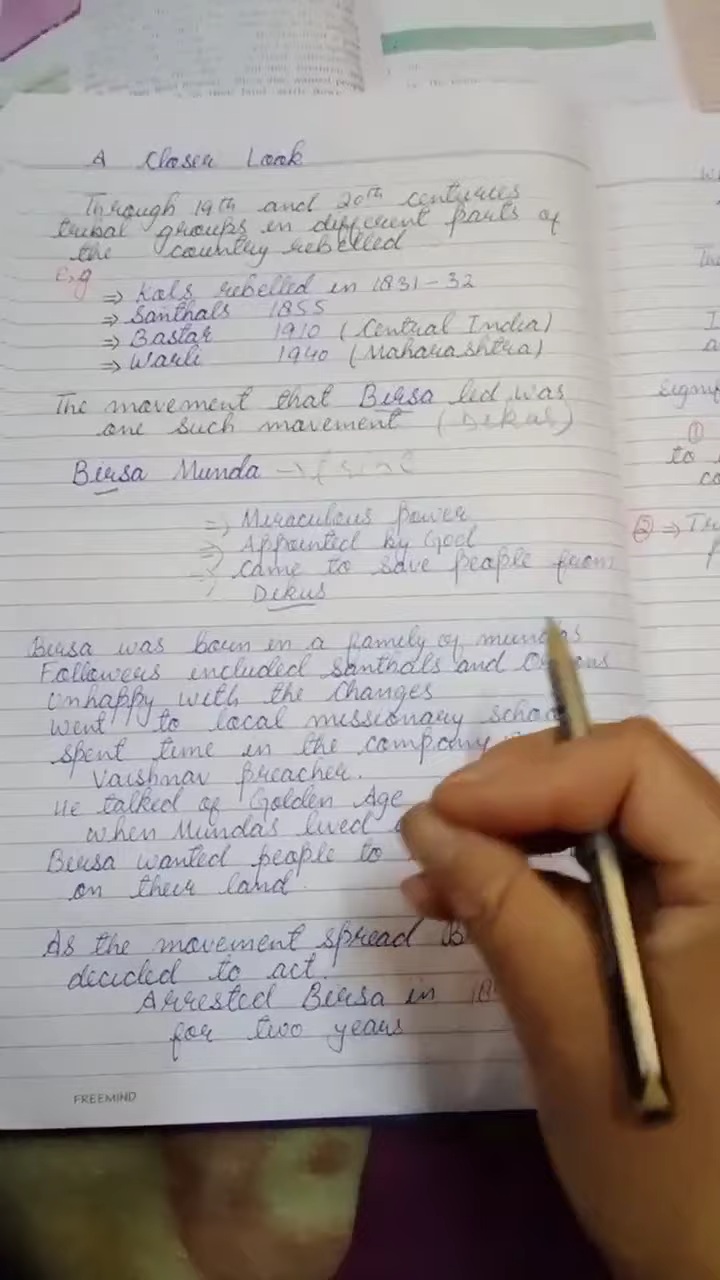 A Closer Look
Through 19th and 20th centuries
tribal groups in different parts of
the country rebelled
e.g
⇒ Kols rebelled in 1831-32
⇒ Santhals 1855
⇒ Bastar 1910 (Central India)
⇒ Warli 1940 (Maharashtra)
The movement that Birsa led was
one such movement (Dikus)
Birsa Munda →
⇒ Miraculous power
⇒ Appointed by God
⇒ Came to save people from
Dikus
Birsa was born in a family of mundas
Followers included Santhals and
Unhappy with the changes
Went to local missionary
spent time in the company
Vaishnav preacher.
He talked of Golden Age
when Mundas lived
Birsa wanted people to
on their land.
As the movement spread
decided to act.
Arrested Birsa in
for two years
FREEMIND
①
to
②⇒